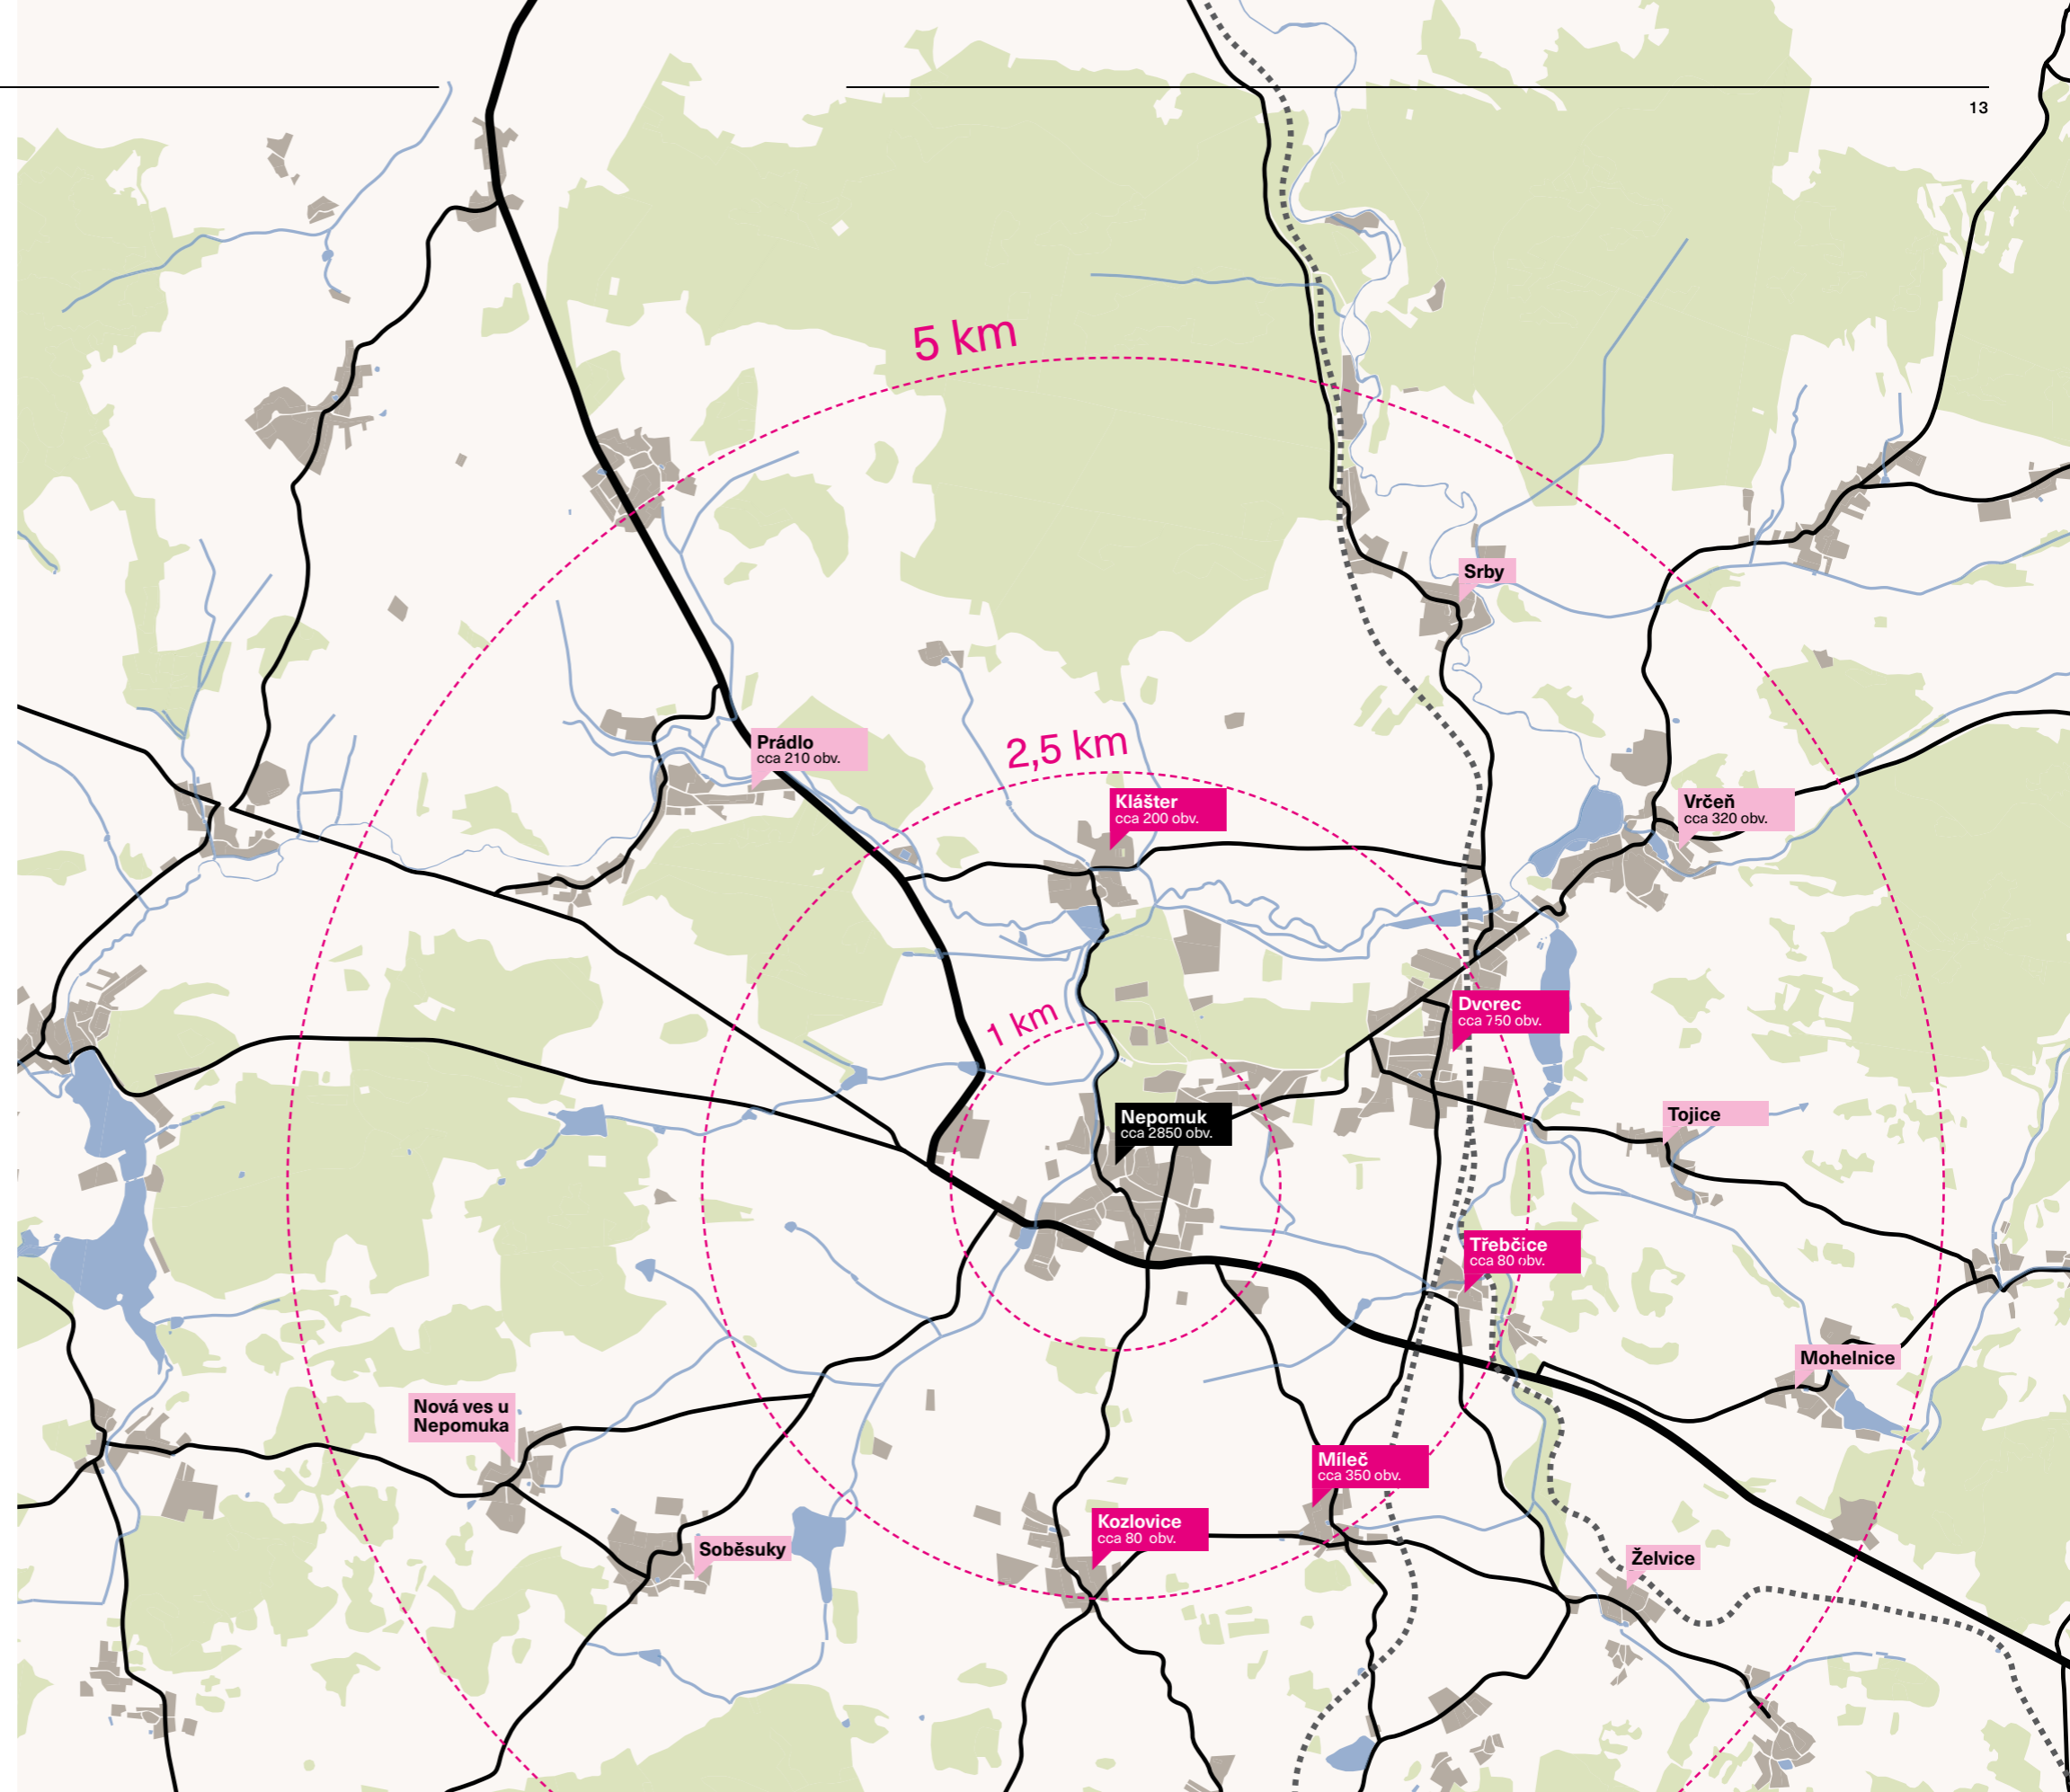 13
5 km
Srby
2,5 km
Prádlo
cca 210 obv.
Klášter
cca 200 obv.
Vrčeň
cca 320 obv.
1 km
Dvorec
cca 750 obv.
Nepomuk
cca 2850 obv.
Tojice
Třebčice
cca 80 obv.
Mohelnice
Nová ves u
Nepomuka
Míleč
cca 350 obv.
Kozlovice
cca 80 obv.
Soběsuky
Želvice